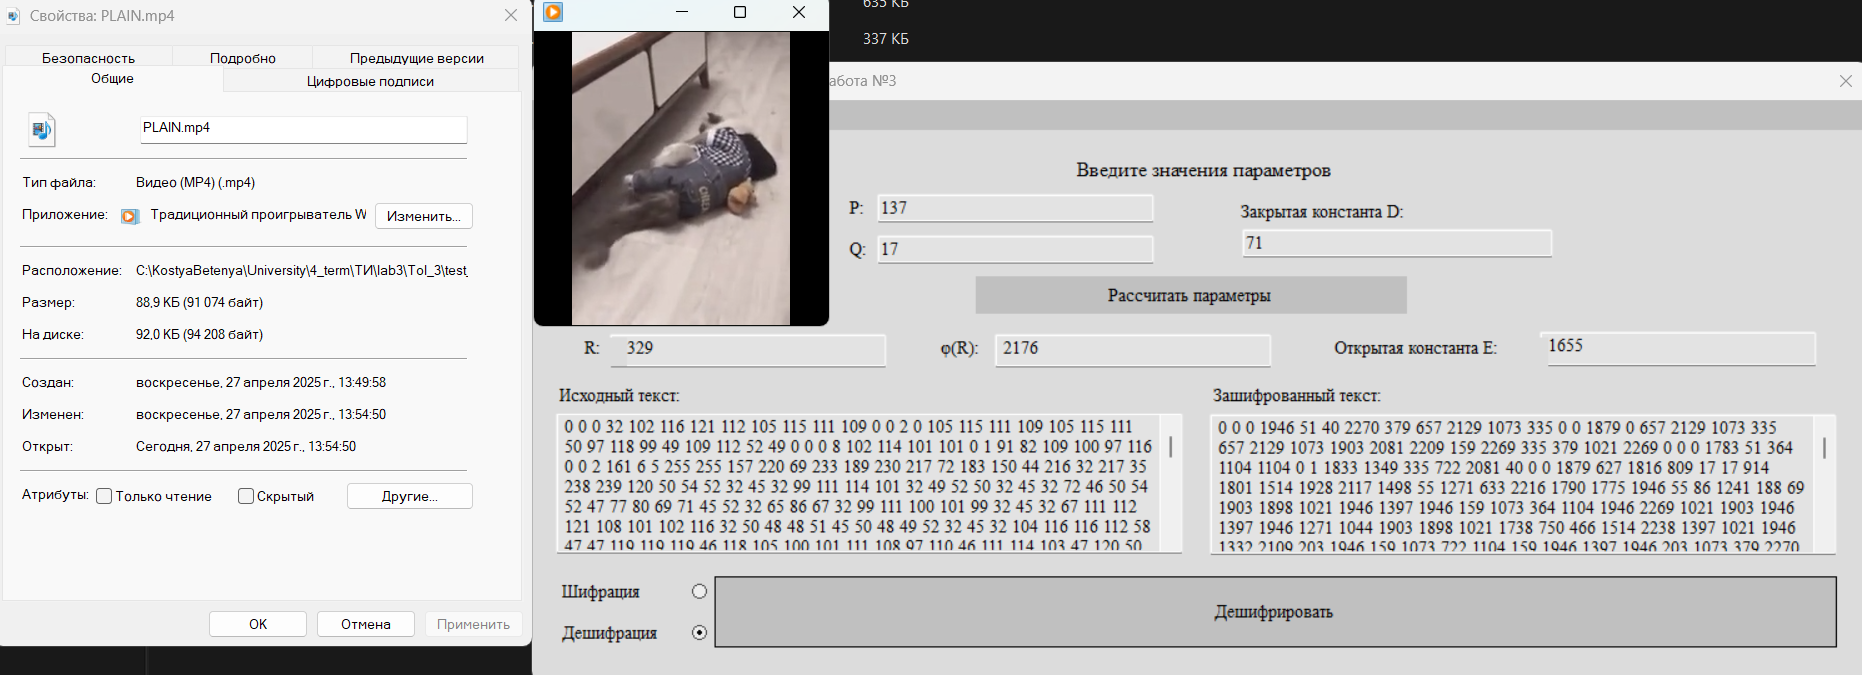 Свойства: PLAIN.mp4
Безопасность Подробно Предыдущие версии
Общие Цифровые подписи
PLAIN.mp4
Тип файла: Видео (MP4) (.mp4)
Приложение: Традиционный проигрыватель W Изменить...
Расположение: C:\KostyaBetenya\University\4_term\ТИ\lab3\ToI_3\test_
Размер: 88,9 КБ (91 074 байт)
На диске: 92,0 КБ (94 208 байт)
Создан: воскресенье, 27 апреля 2025 г., 13:49:58
Изменен: воскресенье, 27 апреля 2025 г., 13:54:50
Открыт: Сегодня, 27 апреля 2025 г., 13:54:50
Атрибуты: Только чтение Скрытый Другие...
ОК Отмена Применить
635 КБ
337 КБ
абота №3
Введите значения параметров
P: 137
Закрытая константа D:
Q: 17
71
Рассчитать параметры
R: 329
φ(R): 2176
Открытая константа E: 1655
Исходный текст:
0 0 0 32 102 116 121 112 105 115 111 109 0 0 2 0 105 115 111 109 105 115 111
50 97 118 99 49 109 112 52 49 0 0 0 8 102 114 101 101 0 1 91 82 109 100 97 116
0 0 2 161 6 5 255 255 157 220 69 233 189 230 217 72 183 150 44 216 32 217 35
238 239 120 50 54 52 32 45 32 99 111 114 101 32 49 52 50 32 45 32 72 46 50 54
52 47 77 80 69 71 45 52 32 65 86 67 32 99 111 100 101 99 32 45 32 67 111 112
121 108 101 102 116 32 50 48 48 51 45 50 48 49 52 32 45 32 104 116 116 112 58
47 47 119 119 119 46 118 105 100 101 111 108 97 110 46 111 114 103 47 120 50
Зашифрованный текст:
0 0 0 1946 51 40 2270 379 657 2129 1073 335 0 0 1879 0 657 2129 1073 335
657 2129 1073 1903 2081 2209 159 2269 335 379 1021 2269 0 0 0 1783 51 364
1104 1104 0 1 1833 1349 335 722 2081 40 0 0 1879 627 1816 809 17 17 914
1801 1514 1928 2117 1498 55 1271 633 2216 1790 1775 1946 55 86 1241 188 69
1903 1898 1021 1946 1397 1946 159 1073 364 1104 1946 2269 1021 1903 1946
1397 1946 1271 1044 1903 1898 1021 1738 750 466 1514 2238 1397 1021 1946
1332 2109 203 1946 159 1073 722 1104 159 1946 1397 1946 203 1073 379 2270
Шифрация
Дешифрация
Дешифрировать